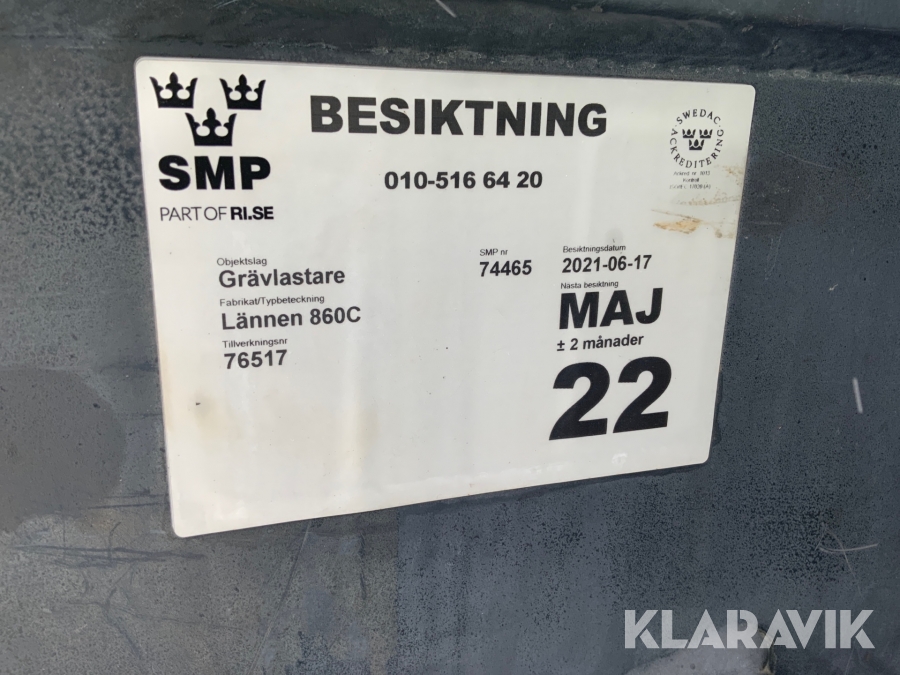 BESIKTNING
SMP
PART OF RI.SE
010-516 64 20
SWEDAC ACKREDITERING
Objektslag
Grävlastare
Fabrikat/Typbeteckning
Lännen 860C
Tillverkningsnr
76517
SMP nr
74465
Besiktningsdatum
2021-06-17
Nästa besiktning
MAJ
± 2 månader
22
KLARAVIK